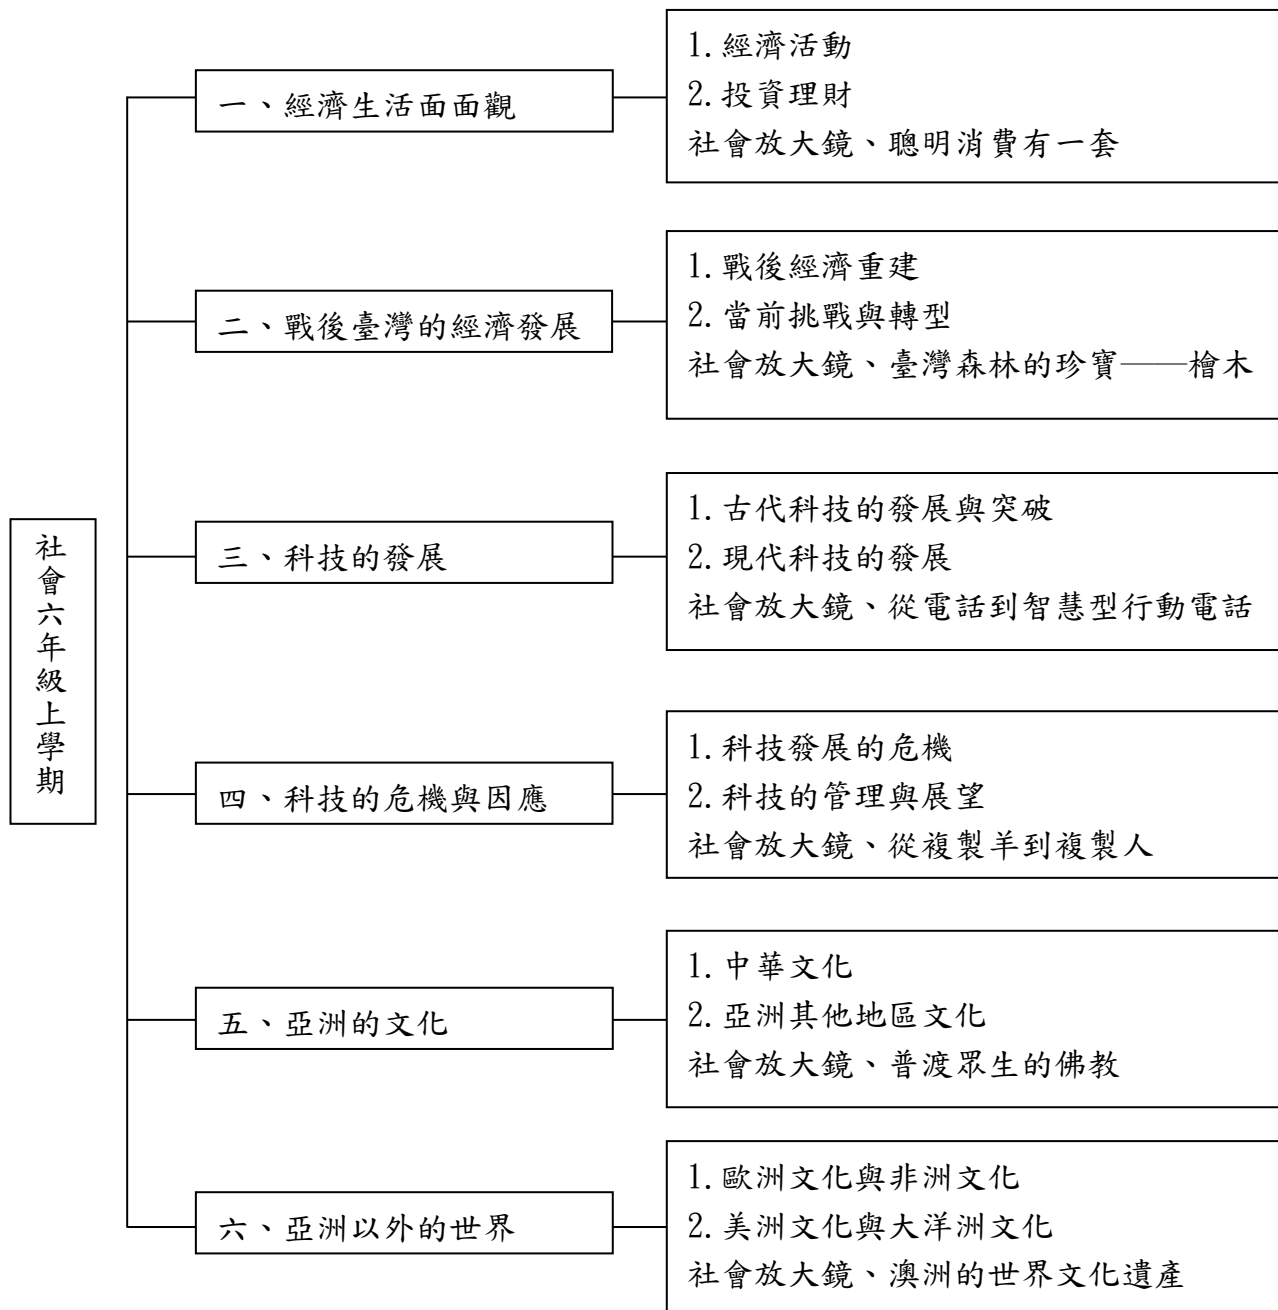 社會六年級上學期
一、經濟生活面面觀
1.經濟活動
2.投資理財
社會放大鏡、聰明消費有一套
二、戰後臺灣的經濟發展
1.戰後經濟重建
2.當前挑戰與轉型
社會放大鏡、臺灣森林的珍寶——檜木
三、科技的發展
1.古代科技的發展與突破
2.現代科技的發展
社會放大鏡、從電話到智慧型行動電話
四、科技的危機與因應
1.科技發展的危機
2.科技的管理與展望
社會放大鏡、從複製羊到複製人
五、亞洲的文化
1.中華文化
2.亞洲其他地區文化
社會放大鏡、普渡眾生的佛教
六、亞洲以外的世界
1.歐洲文化與非洲文化
2.美洲文化與大洋洲文化
社會放大鏡、澳洲的世界文化遺產